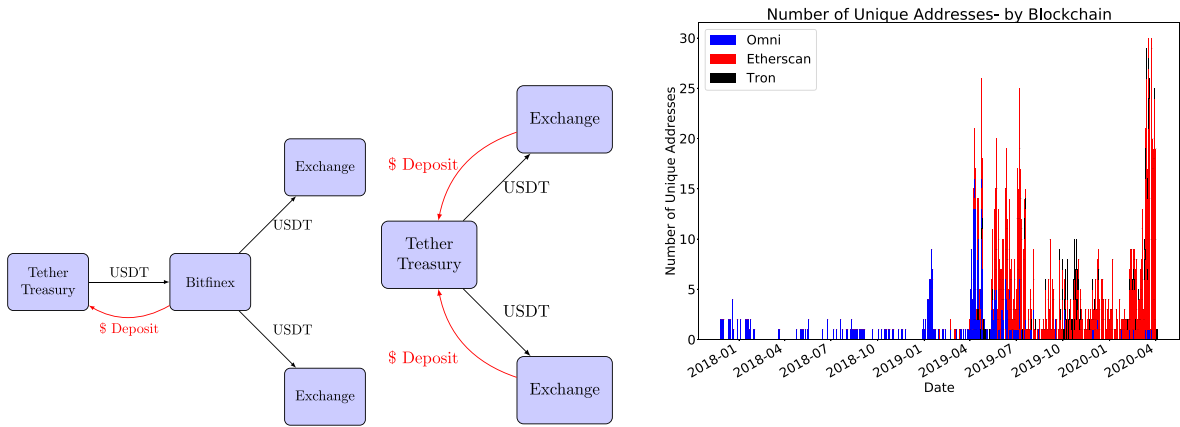 Tether
Treasury
USDT
Bitfinex
$ Deposit
USDT
Exchange
USDT
Exchange
Tether
Treasury
$ Deposit
USDT
Exchange
$ Deposit
USDT
Exchange
Number of Unique Addresses- by Blockchain
Omni
Etherscan
Tron
Number of Unique Addresses
30
25
20
15
10
5
0
2018-01
2018-04
2018-07
2018-10
2019-01
2019-04
2019-07
2019-10
2020-01
2020-04
Date